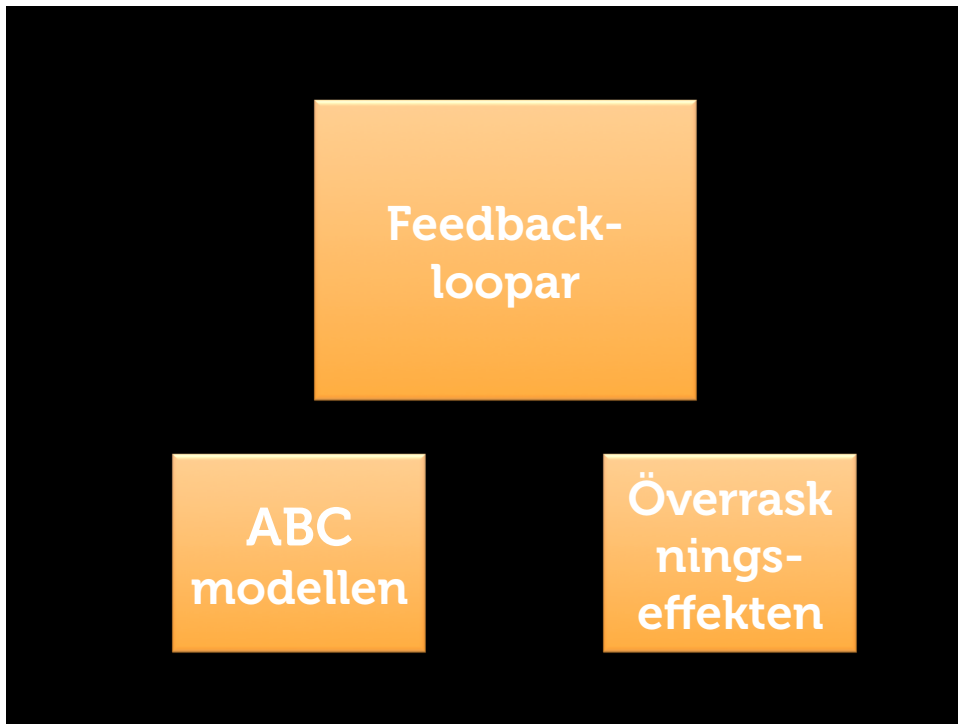 Feedback-
loopar
ABC
modellen
Överrask
nings-
effekten